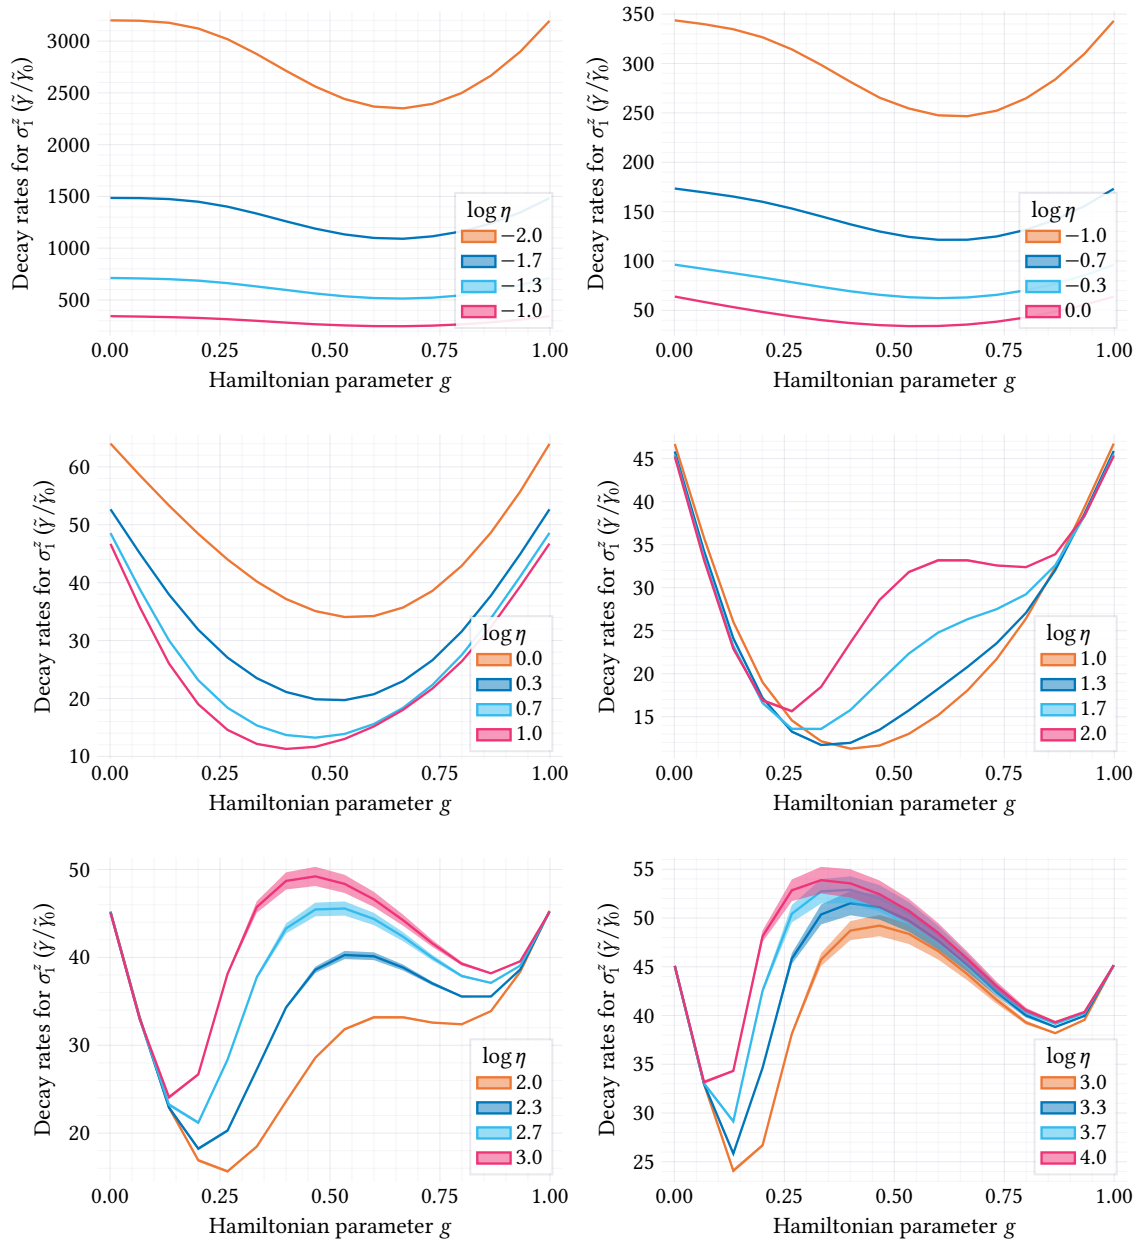 Decay rates for σ₁ᶻ (γ̃/γ̃₀)
3000
2500
2000
1500
1000
500
log η
−2.0
−1.7
−1.3
−1.0
0.00 0.25 0.50 0.75 1.00
Hamiltonian parameter g
Decay rates for σ₁ᶻ (γ̃/γ̃₀)
350
300
250
200
150
100
50
log η
−1.0
−0.7
−0.3
0.0
0.00 0.25 0.50 0.75 1.00
Hamiltonian parameter g
Decay rates for σ₁ᶻ (γ̃/γ̃₀)
60
50
40
30
20
10
log η
0.0
0.3
0.7
1.0
0.00 0.25 0.50 0.75 1.00
Hamiltonian parameter g
Decay rates for σ₁ᶻ (γ̃/γ̃₀)
45
40
35
30
25
20
15
log η
1.0
1.3
1.7
2.0
0.00 0.25 0.50 0.75 1.00
Hamiltonian parameter g
Decay rates for σ₁ᶻ (γ̃/γ̃₀)
50
40
30
20
log η
2.0
2.3
2.7
3.0
0.00 0.25 0.50 0.75 1.00
Hamiltonian parameter g
Decay rates for σ₁ᶻ (γ̃/γ̃₀)
55
50
45
40
35
30
25
log η
3.0
3.3
3.7
4.0
0.00 0.25 0.50 0.75 1.00
Hamiltonian parameter g